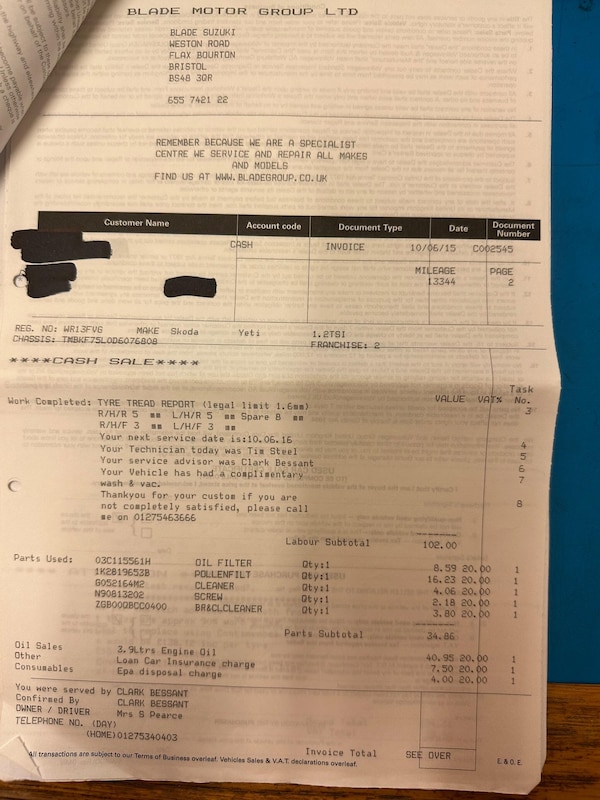 BLADE MOTOR GROUP LTD
BLADE SUZUKI
WESTON ROAD
FLAX BOURTON
BRISTOL
BS48 3QR
655 7421 22
REMEMBER BECAUSE WE ARE A SPECIALIST
CENTRE WE SERVICE AND REPAIR ALL MAKES
AND MODELS
FIND US AT WWW.BLADEGROUP.CO.UK
Customer Name Account code Document Type Date Document Number
CASH INVOICE 10/06/15 C002545
MILEAGE PAGE
13344 2
REG. NO: WR13FVG MAKE Skoda Yeti 1.2TSI
CHASSIS: TMBKF75L0D6076808 FRANCHISE: 2
****CASH SALE****
VALUE VAT% Task No.
Work Completed: TYRE TREAD REPORT (legal limit 1.6mm) 3
R/H/R 5 mm L/H/R 5 mm Spare 8 mm
R/H/F 3 mm L/H/F 3 mm
Your next service date is:10.06.16 4
Your Technician today was Tim Steel 5
Your service advisor was Clark Bessant 6
Your Vehicle has had a complimentary 7
wash & vac.
Thankyou for your custom if you are 8
not completely satisfied, please call
me on 01275463666
Labour Subtotal 102.00
Parts Used: 03C115561H OIL FILTER Qty:1 8.59 20.00 1
1K2819653B POLLENFILT Qty:1 16.23 20.00 1
G052164M2 CLEANER Qty:1 4.06 20.00 1
N90813202 SCREW Qty:1 2.18 20.00 1
ZGB00QBCC0400 BR&CLCLEANER Qty:1 3.80 20.00 1
Parts Subtotal 34.86
Oil Sales 3.9Ltrs Engine Oil 40.95 20.00 1
Other Loan Car Insurance charge 7.50 20.00 1
Consumables Epa disposal charge 4.00 20.00 1
You were served by CLARK BESSANT
Confirmed By CLARK BESSANT
OWNER / DRIVER Mrs S Pearce
TELEPHONE NO. (DAY)
(HOME)01275340403
Invoice Total SEE OVER
All transactions are subject to our Terms of Business overleaf. Vehicles Sales & V.A.T. declarations overleaf. E. & O. E.